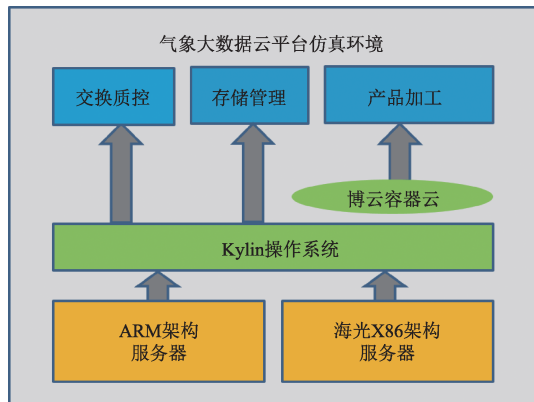 气象大数据云平台仿真环境
交换质控
存储管理
产品加工
博云容器云
Kylin操作系统
ARM架构
服务器
海光X86架构
服务器